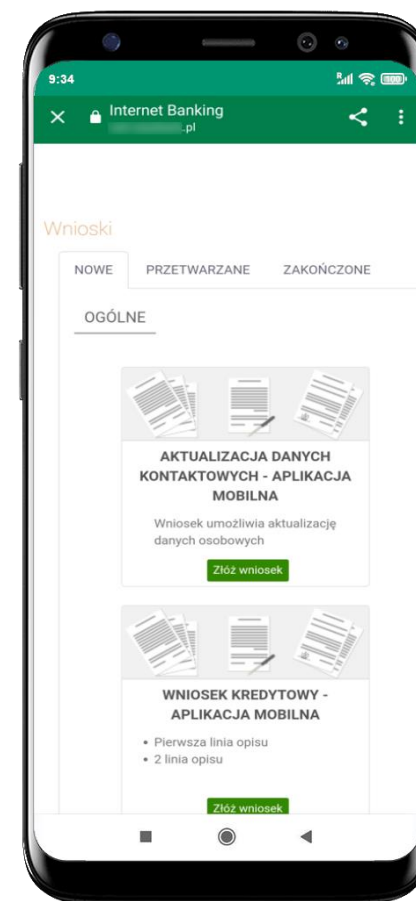 9:34
R
100
Internet Banking
.pl
Wnioski
NOWE PRZETWARZANE ZAKOŃCZONE
OGÓLNE
AKTUALIZACJA DANYCH
KONTAKTOWYCH - APLIKACJA
MOBILNA
Wniosek umożliwia aktualizację
danych osobowych
Złóż wniosek
WNIOSEK KREDYTOWY -
APLIKACJA MOBILNA
• Pierwsza linia opisu
• 2 linia opisu
Złóż wniosek